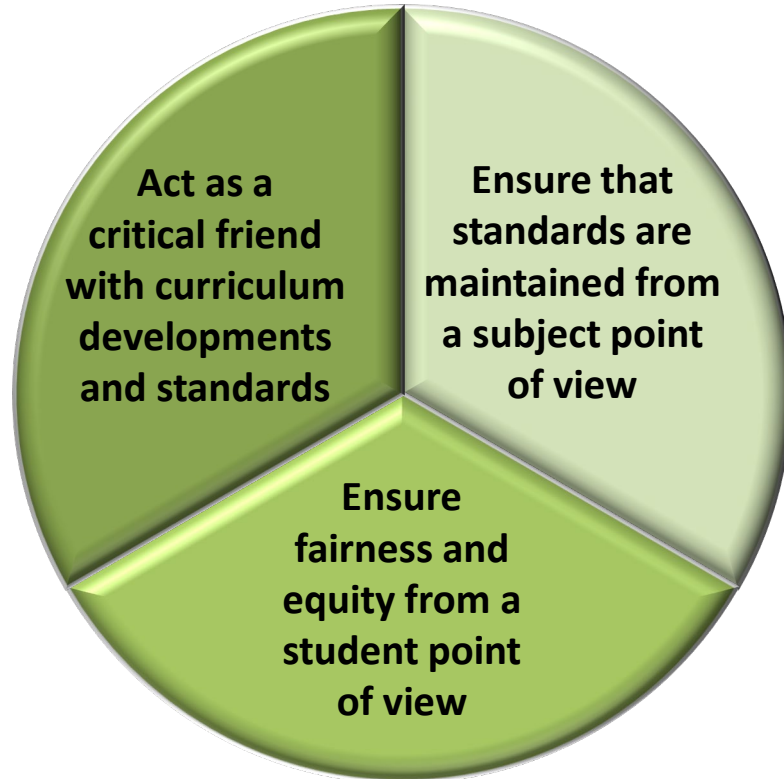 Act as a
critical friend
with curriculum
developments
and standards
Ensure that
standards are
maintained from
a subject point
of view
Ensure
fairness and
equity from a
student point
of view